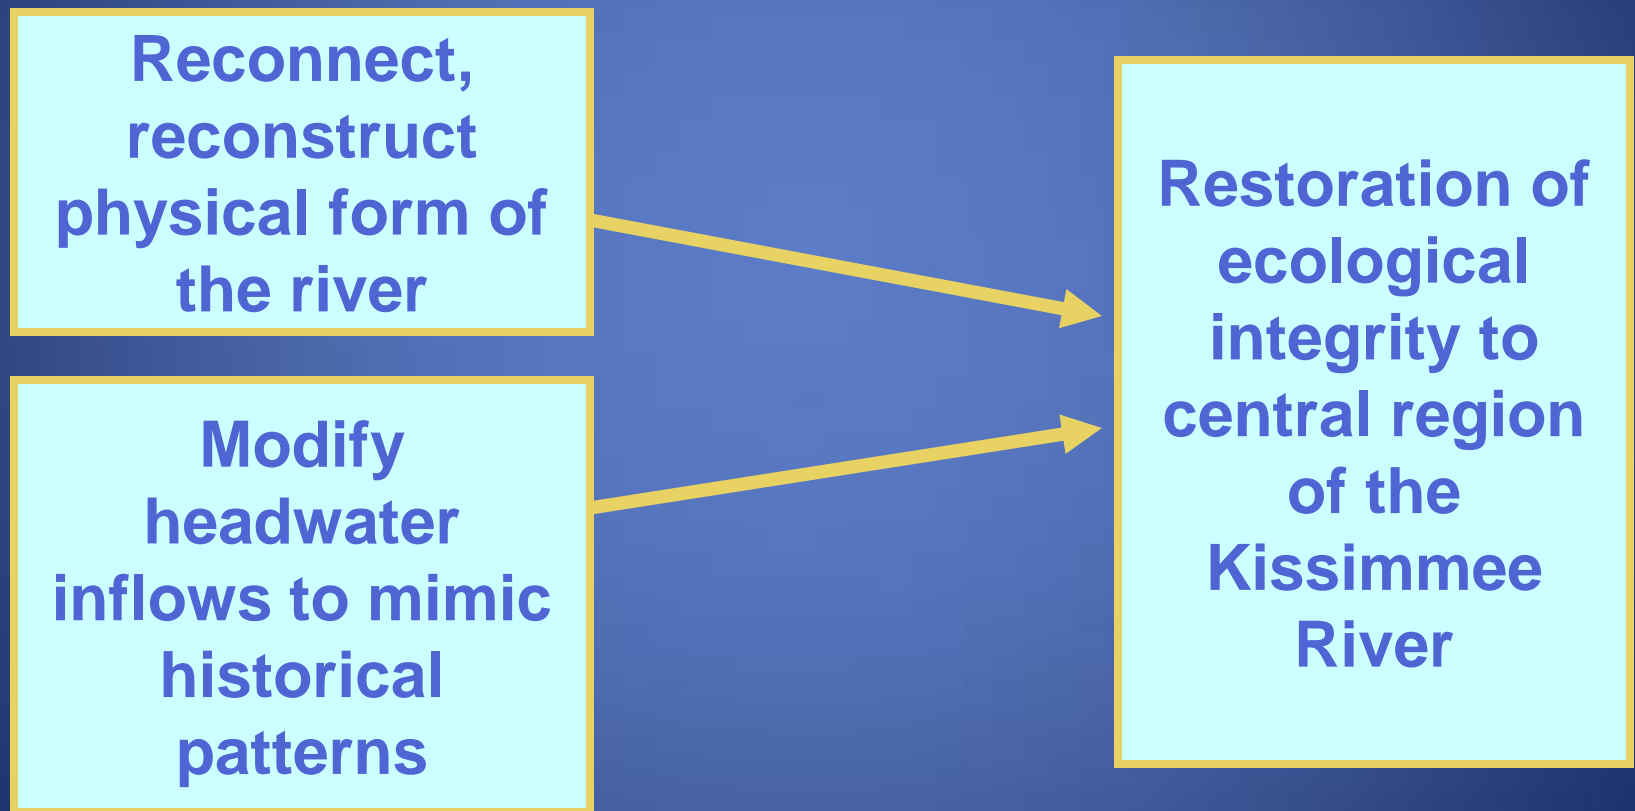 Reconnect,
reconstruct
physical form of
the river
Modify
headwater
inflows to mimic
historical
patterns
Restoration of
ecological
integrity to
central region
of the
Kissimmee
River